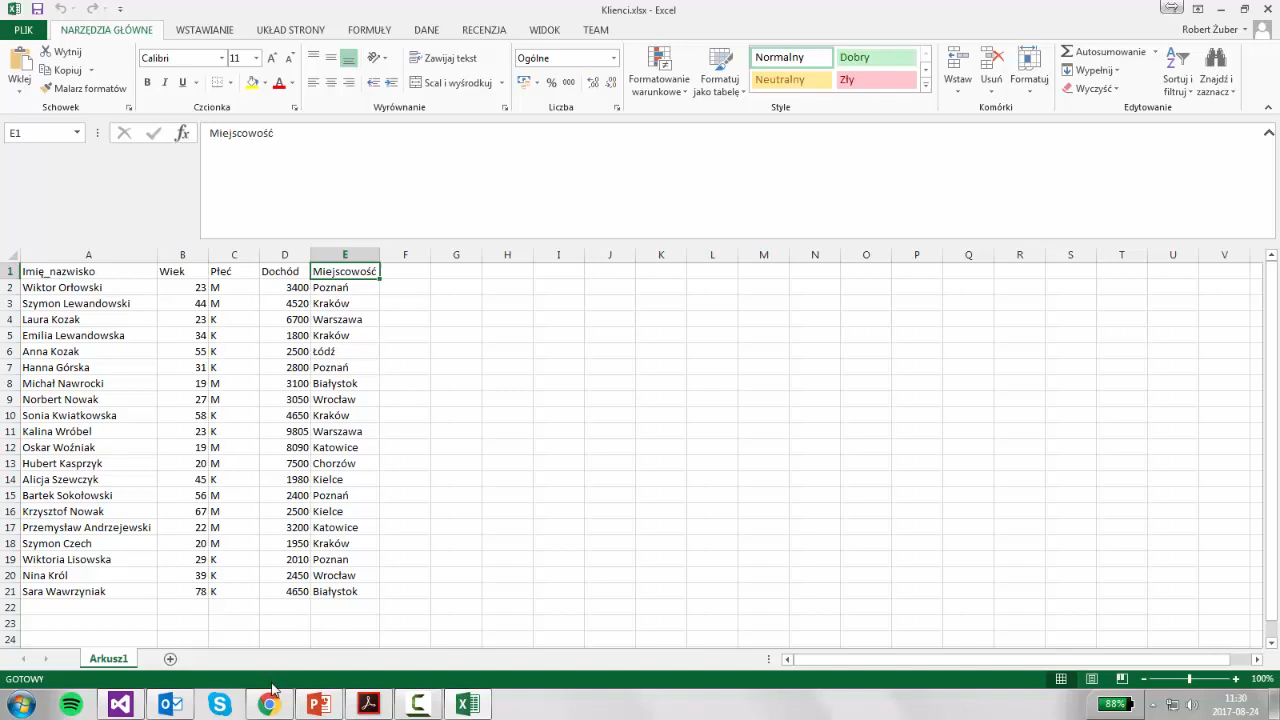 Klienci.xlsx - Excel
PLIK NARZĘDZIA GŁÓWNE WSTAWIANIE UKŁAD STRONY FORMUŁY DANE RECENZJA WIDOK TEAM Robert Żuber
Wklej Wytnij Kopiuj Malarz formatów
Calibri 11
B I U A
Zawijaj tekst
Scal i wyśrodkuj
Ogólne
% 000
Formatowanie warunkowe Formatuj jako tabelę
Normalny Dobry
Neutralny Zły
Wstaw Usuń Formatuj
Autosumowanie
Wypełnij
Wyczyść
Sortuj i filtruj Znajdź i zaznacz
Schowek Czcionka Wyrównanie Liczba Style Komórki Edytowanie
E1 fx Miejscowość
A B C D E F G H I J K L M N O P Q R S T U V
1 Imię_nazwisko Wiek Płeć Dochód Miejscowość
2 Wiktor Orłowski 23 M 3400 Poznań
3 Szymon Lewandowski 44 M 4520 Kraków
4 Laura Kozak 23 K 6700 Warszawa
5 Emilia Lewandowska 34 K 1800 Kraków
6 Anna Kozak 55 K 2500 Łódź
7 Hanna Górska 31 K 2800 Poznań
8 Michał Nawrocki 19 M 3100 Białystok
9 Norbert Nowak 27 M 3050 Wrocław
10 Sonia Kwiatkowska 58 K 4650 Kraków
11 Kalina Wróbel 23 K 9805 Warszawa
12 Oskar Woźniak 19 M 8090 Katowice
13 Hubert Kasprzyk 20 M 7500 Chorzów
14 Alicja Szewczyk 45 K 1980 Kielce
15 Bartek Sokołowski 56 M 2400 Poznań
16 Krzysztof Nowak 67 M 2500 Kielce
17 Przemysław Andrzejewski 22 M 3200 Katowice
18 Szymon Czech 20 M 1950 Kraków
19 Wiktoria Lisowska 29 K 2010 Poznan
20 Nina Król 39 K 2450 Wrocław
21 Sara Wawrzyniak 78 K 4650 Białystok
22
23
24
Arkusz1
GOTOWY 100%
88% 11:30
2017-08-24